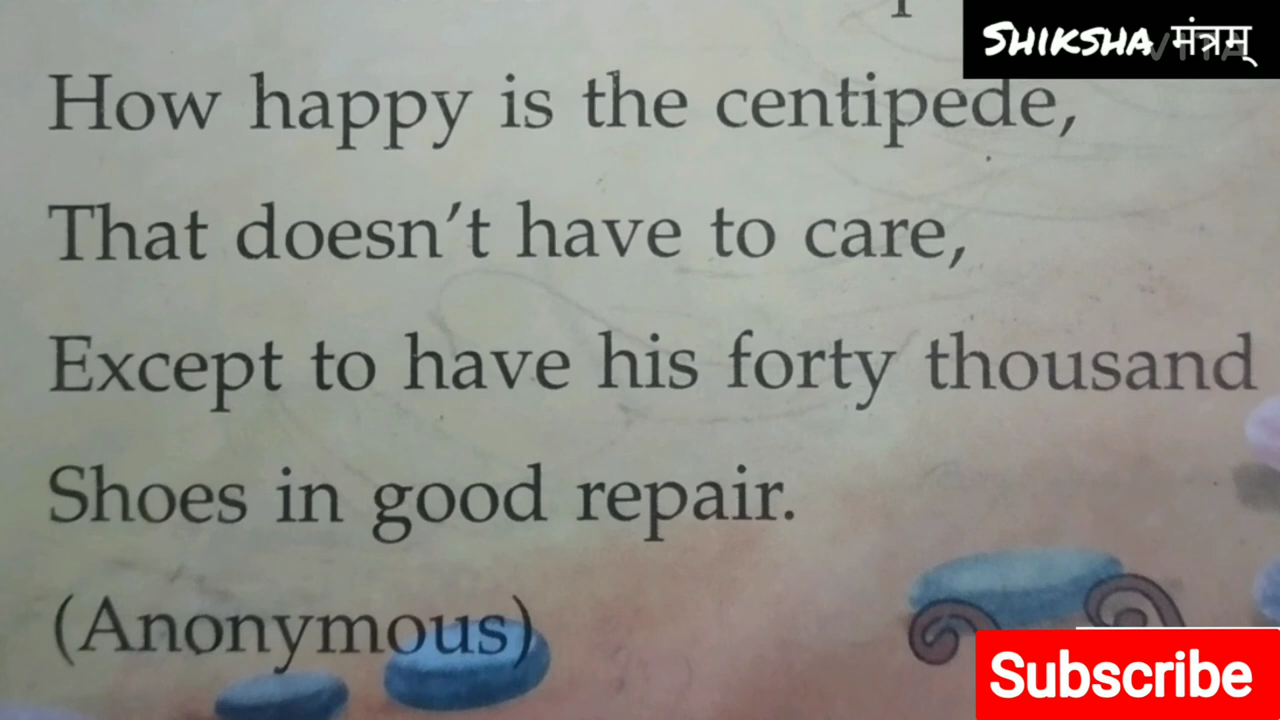 Shiksha मंत्रम्
How happy is the centipede,
That doesn't have to care,
Except to have his forty thousand
Shoes in good repair.
(Anonymous)
Subscribe